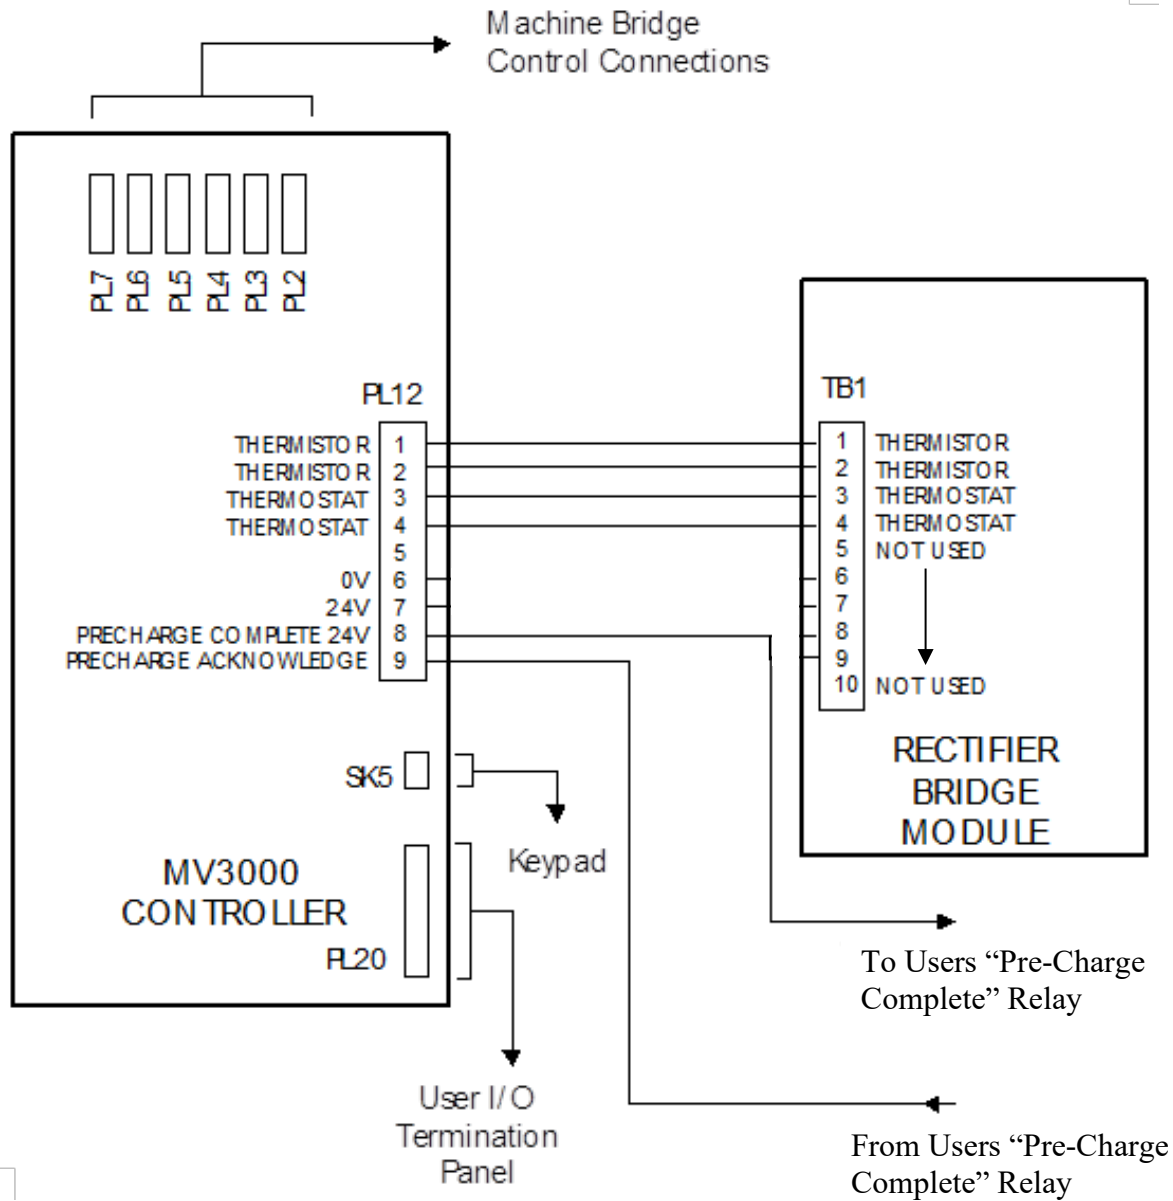 Machine Bridge
Control Connections
PL7
PL6
PL5
PL4
PL3
PL2
PL12
THERMISTOR 1
THERMISTOR 2
THERMOSTAT 3
THERMOSTAT 4
5
0V 6
24V 7
PRECHARGE COMPLETE 24V 8
PRECHARGE ACKNOWLEDGE 9
TB1
1 THERMISTOR
2 THERMISTOR
3 THERMOSTAT
4 THERMOSTAT
5 NOT USED
6
7
8
9
10 NOT USED
RECTIFIER
BRIDGE
MODULE
SK5
Keypad
MV3000
CONTROLLER
PL20
To Users “Pre-Charge
Complete” Relay
User I/O
Termination
Panel
From Users “Pre-Charge
Complete” Relay